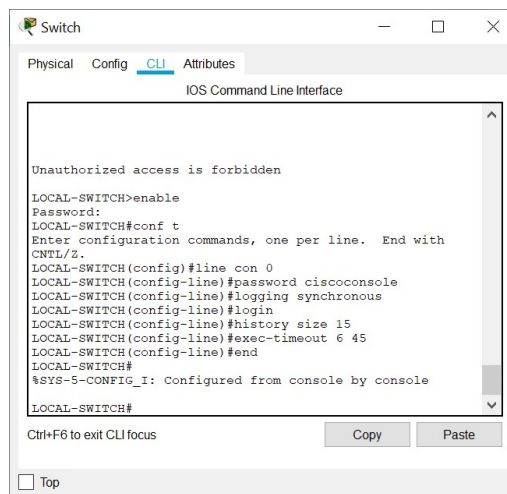 Switch
Physical Config CLI Attributes
IOS Command Line Interface
Unauthorized access is forbidden
LOCAL-SWITCH>enable
Password:
LOCAL-SWITCH#conf t
Enter configuration commands, one per line.  End with
CNTL/Z.
LOCAL-SWITCH(config)#line con 0
LOCAL-SWITCH(config-line)#password ciscoconsole
LOCAL-SWITCH(config-line)#logging synchronous
LOCAL-SWITCH(config-line)#login
LOCAL-SWITCH(config-line)#history size 15
LOCAL-SWITCH(config-line)#exec-timeout 6 45
LOCAL-SWITCH(config-line)#end
LOCAL-SWITCH#
%SYS-5-CONFIG_I: Configured from console by console
LOCAL-SWITCH#
Ctrl+F6 to exit CLI focus Copy Paste
Top